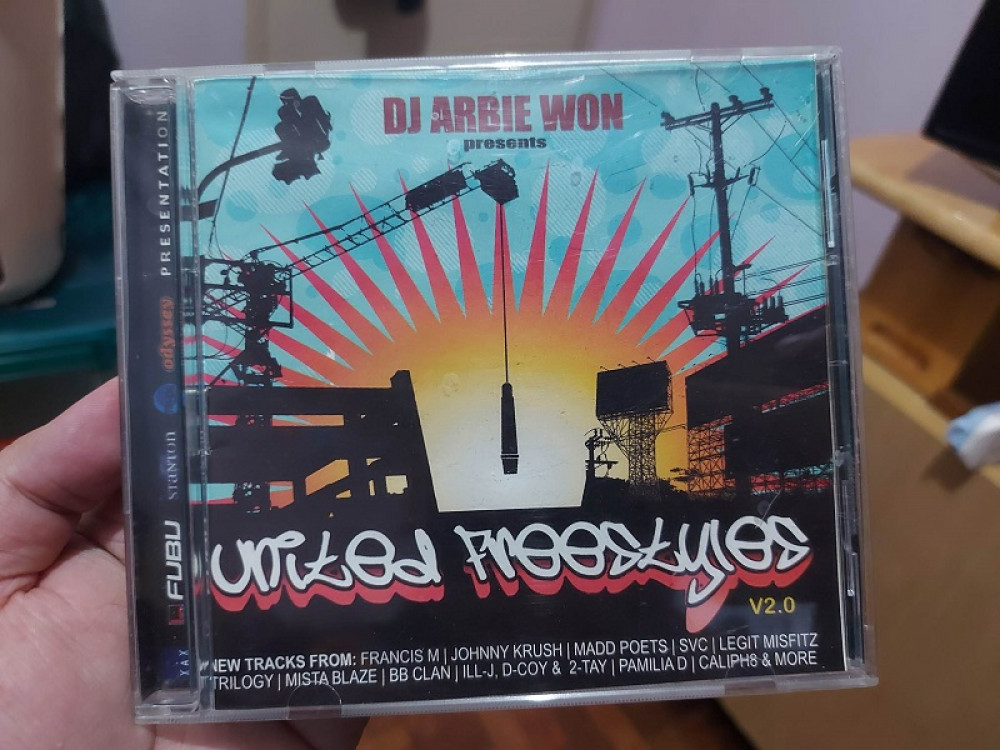 DJ ARBIE WON
presents
UNITED FREESTYLES
V2.0
NEW TRACKS FROM: FRANCIS M | JOHNNY KRUSH | MADD POETS | SVC | LEGIT MISFITZ
TRILOGY | MISTA BLAZE | BB CLAN | ILL-J, D-COY & 2-TAY | PAMILIA D | CALIPH8 & MORE
XAX FUBU STANTON odyssey PRESENTATION